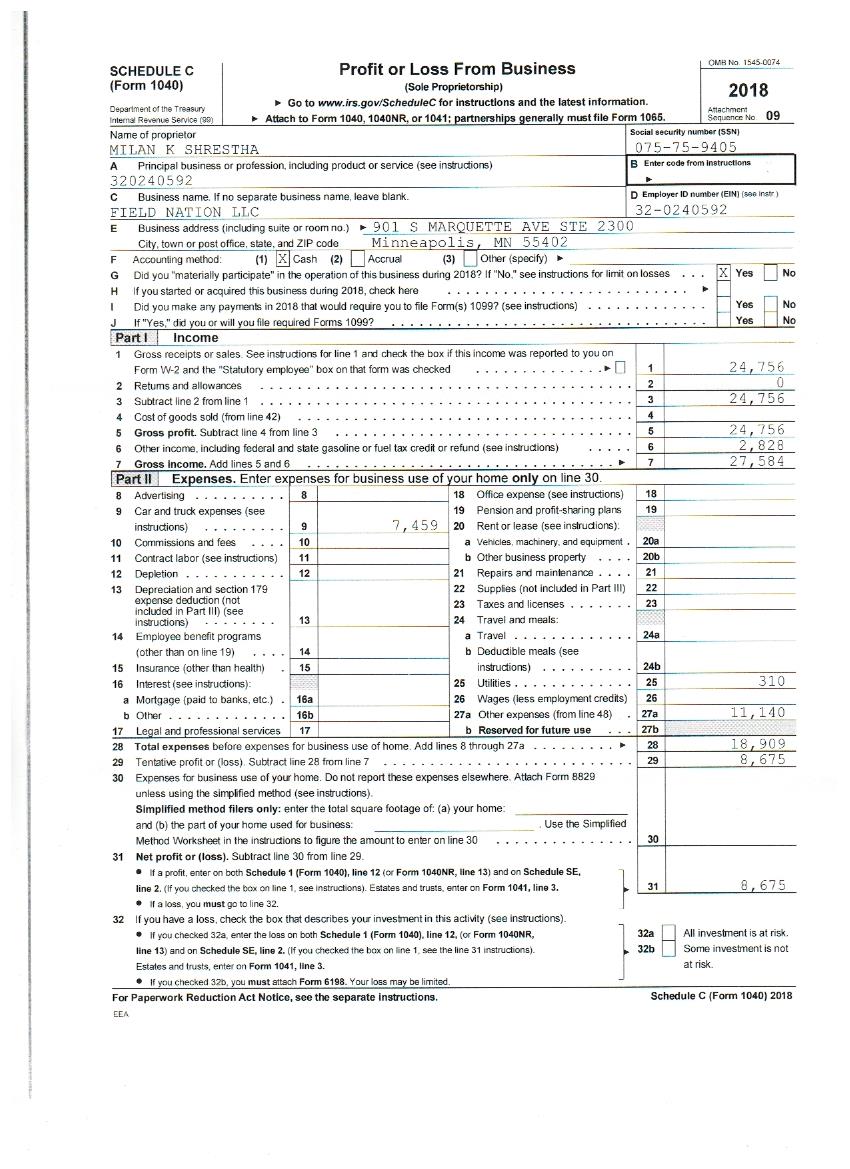 SCHEDULE C
(Form 1040)
Department of the Treasury
Internal Revenue Service (99)
Profit or Loss From Business
(Sole Proprietorship)
► Go to www.irs.gov/ScheduleC for instructions and the latest information.
► Attach to Form 1040, 1040NR, or 1041; partnerships generally must file Form 1065.
OMB No. 1545-0074
2018
Attachment
Sequence No. 09
Name of proprietor
MILAN K SHRESTHA
Social security number (SSN)
075-75-9405
A Principal business or profession, including product or service (see instructions)
320240592
B Enter code from instructions
►
C Business name. If no separate business name, leave blank.
FIELD NATION LLC
D Employer ID number (EIN) (see instr.)
32-0240592
E Business address (including suite or room no.) ► 901 S MARQUETTE AVE STE 2300
City, town or post office, state, and ZIP code Minneapolis, MN 55402
F Accounting method: (1) X Cash (2) Accrual (3) Other (specify) ►
G Did you "materially participate" in the operation of this business during 2018? If "No," see instructions for limit on losses . . . X Yes No
H If you started or acquired this business during 2018, check here ►
I Did you make any payments in 2018 that would require you to file Form(s) 1099? (see instructions) Yes No
J If "Yes," did you or will you file required Forms 1099? Yes No
Part I Income
1 Gross receipts or sales. See instructions for line 1 and check the box if this income was reported to you on
Form W-2 and the "Statutory employee" box on that form was checked ► 1 24,756
2 Returns and allowances 2 0
3 Subtract line 2 from line 1 3 24,756
4 Cost of goods sold (from line 42) 4
5 Gross profit. Subtract line 4 from line 3 5 24,756
6 Other income, including federal and state gasoline or fuel tax credit or refund (see instructions) 6 2,828
7 Gross income. Add lines 5 and 6 ► 7 27,584
Part II Expenses. Enter expenses for business use of your home only on line 30.
8 Advertising 8
9 Car and truck expenses (see
instructions) 9 7,459
10 Commissions and fees 10
11 Contract labor (see instructions) 11
12 Depletion 12
13 Depreciation and section 179
expense deduction (not
included in Part III) (see
instructions) 13
14 Employee benefit programs
(other than on line 19) 14
15 Insurance (other than health) 15
16 Interest (see instructions):
a Mortgage (paid to banks, etc.) 16a
b Other 16b
17 Legal and professional services 17
18 Office expense (see instructions) 18
19 Pension and profit-sharing plans 19
20 Rent or lease (see instructions):
a Vehicles, machinery, and equipment 20a
b Other business property 20b
21 Repairs and maintenance 21
22 Supplies (not included in Part III) 22
23 Taxes and licenses 23
24 Travel and meals:
a Travel 24a
b Deductible meals (see
instructions) 24b
25 Utilities 25 310
26 Wages (less employment credits) 26
27a Other expenses (from line 48) 27a 11,140
b Reserved for future use 27b
28 Total expenses before expenses for business use of home. Add lines 8 through 27a ► 28 18,909
29 Tentative profit or (loss). Subtract line 28 from line 7 29 8,675
30 Expenses for business use of your home. Do not report these expenses elsewhere. Attach Form 8829
unless using the simplified method (see instructions).
Simplified method filers only: enter the total square footage of: (a) your home:
and (b) the part of your home used for business: . Use the Simplified
Method Worksheet in the instructions to figure the amount to enter on line 30 30
31 Net profit or (loss). Subtract line 30 from line 29.
● If a profit, enter on both Schedule 1 (Form 1040), line 12 (or Form 1040NR, line 13) and on Schedule SE,
line 2. (If you checked the box on line 1, see instructions). Estates and trusts, enter on Form 1041, line 3. 31 8,675
● If a loss, you must go to line 32.
32 If you have a loss, check the box that describes your investment in this activity (see instructions).
● If you checked 32a, enter the loss on both Schedule 1 (Form 1040), line 12, (or Form 1040NR,
line 13) and on Schedule SE, line 2. (If you checked the box on line 1, see the line 31 instructions).
Estates and trusts, enter on Form 1041, line 3.
● If you checked 32b, you must attach Form 6198. Your loss may be limited.
32a All investment is at risk.
32b Some investment is not
at risk.
For Paperwork Reduction Act Notice, see the separate instructions.
Schedule C (Form 1040) 2018
EEA